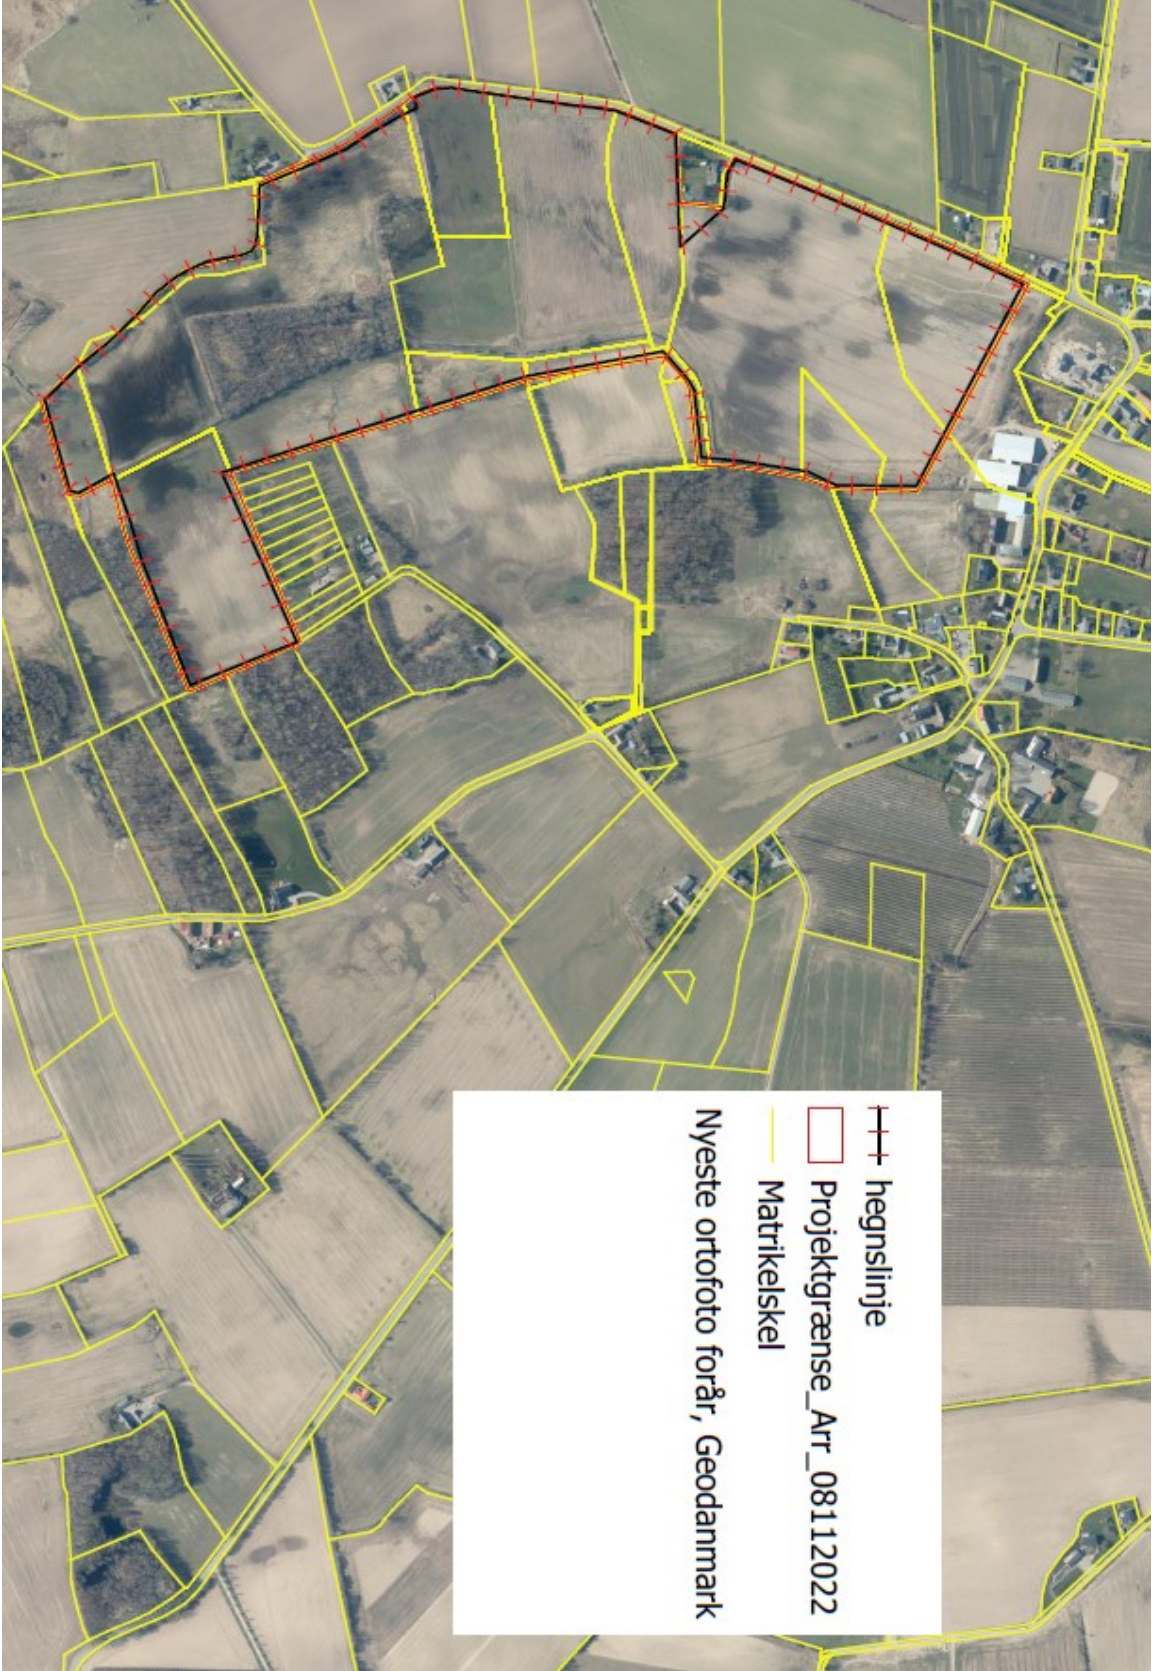 hegnslinje
Projektgrænse_Arr_08112022
Matrikelskel
Nyeste ortofoto forår, Geodanmark